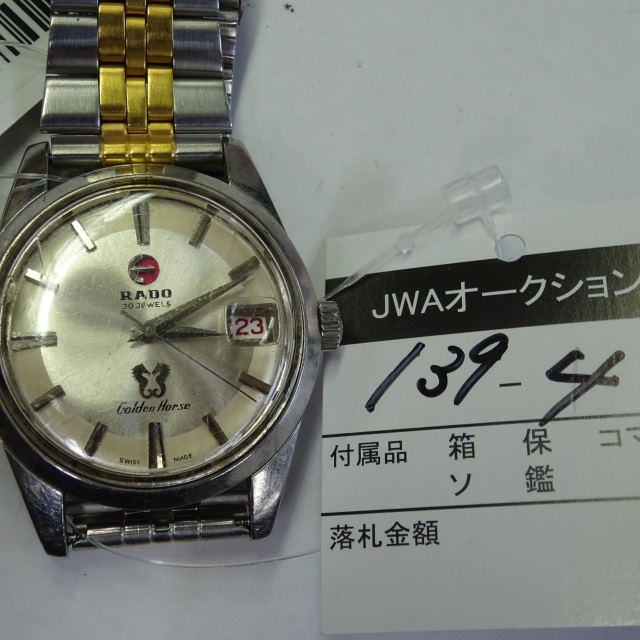 RADO
30 JEWELS
23
Golden Horse
SWISS MADE
JWAオークション
139-4
付属品 箱 保 コマ
ソ 鑑
落札金額